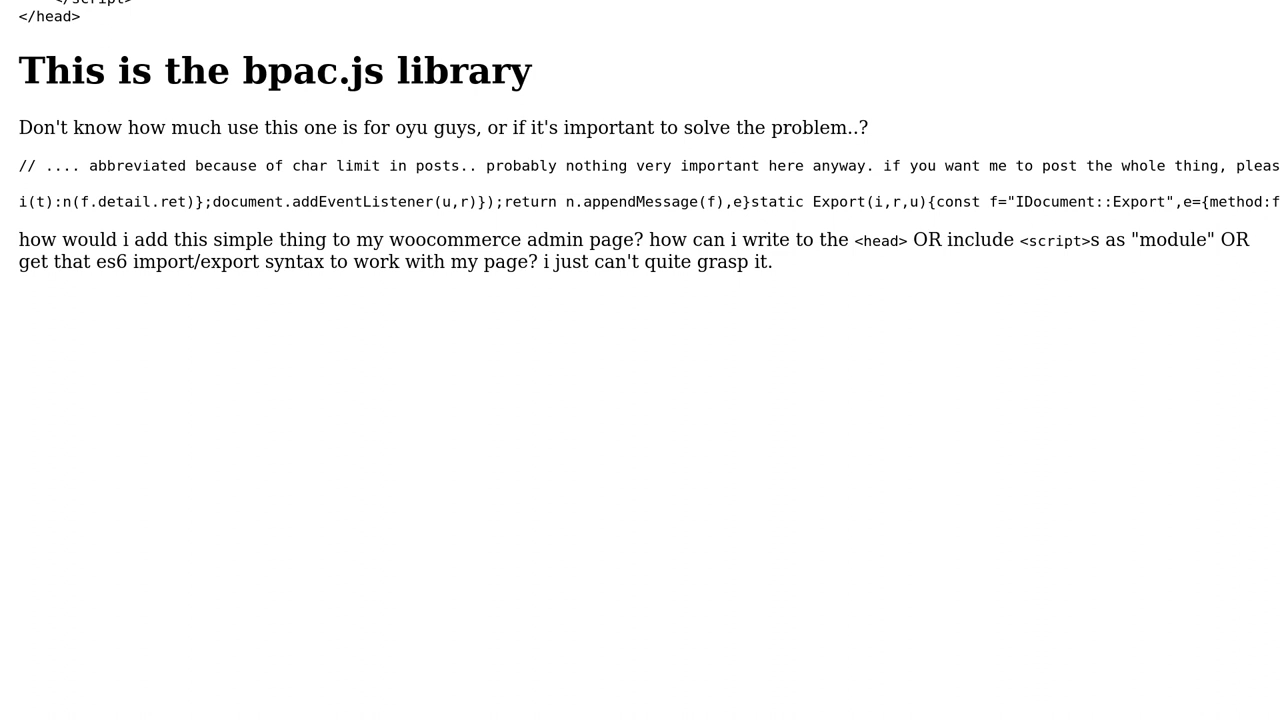 </script>
</head>
This is the bpac.js library
Don't know how much use this one is for oyu guys, or if it's important to solve the problem..?
// .... abbreviated because of char limit in posts.. probably nothing very important here anyway. if you want me to post the whole thing, pleas
i(t):n(f.detail.ret)};document.addEventListener(u,r)});return n.appendMessage(f),e}static Export(i,r,u){const f="IDocument::Export",e={method:f
how would i add this simple thing to my woocommerce admin page? how can i write to the <head> OR include <script>s as "module" OR
get that es6 import/export syntax to work with my page? i just can't quite grasp it.